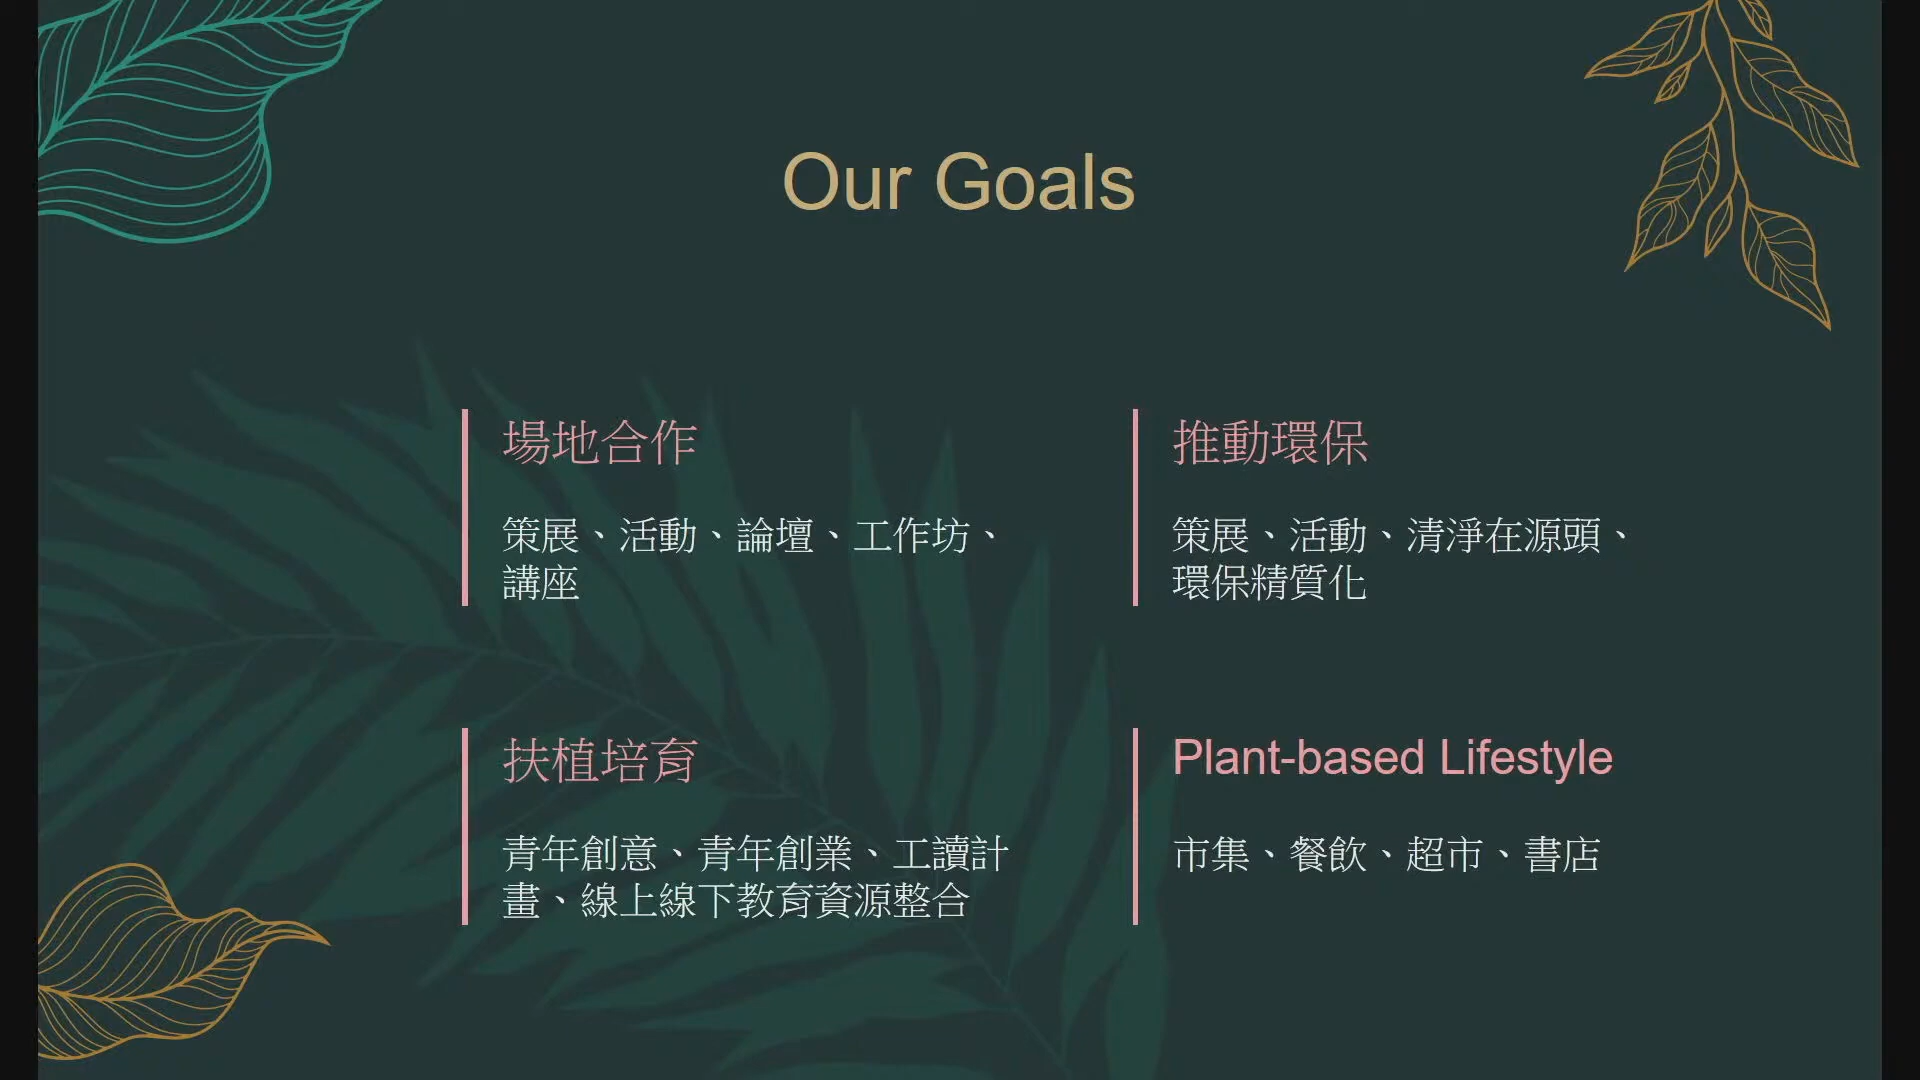 Our Goals
場地合作
策展、活動、論壇、工作坊、
講座
推動環保
策展、活動、清淨在源頭、
環保精質化
扶植培育
青年創意、青年創業、工讀計
畫、線上線下教育資源整合
Plant-based Lifestyle
市集、餐飲、超市、書店